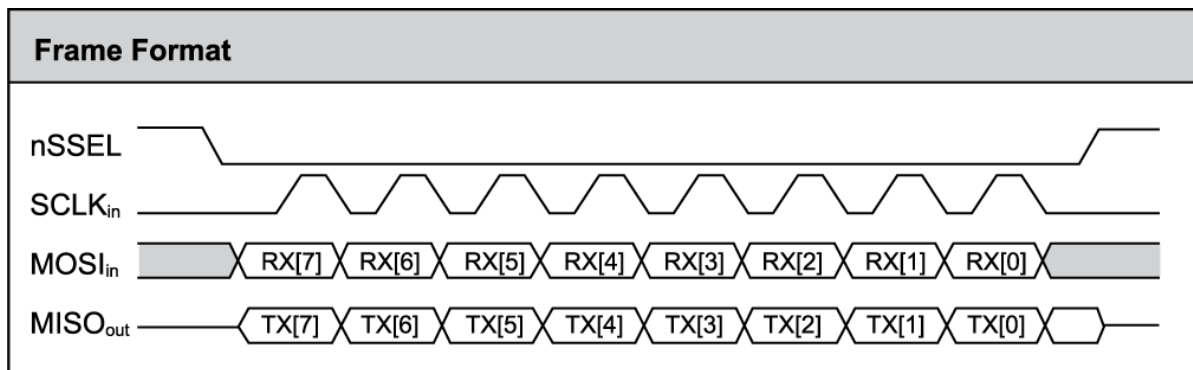 Frame Format
nSSEL
SCLKin
MOSIin RX[7] RX[6] RX[5] RX[4] RX[3] RX[2] RX[1] RX[0]
MISOout TX[7] TX[6] TX[5] TX[4] TX[3] TX[2] TX[1] TX[0]